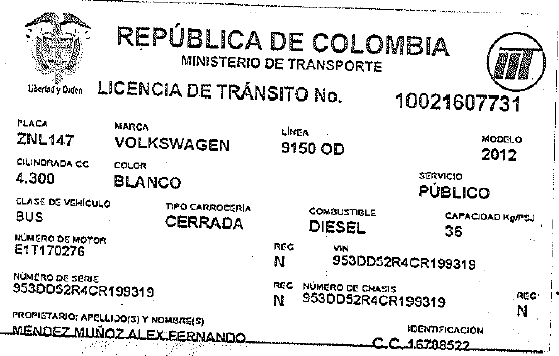 REPÚBLICA DE COLOMBIA
MINISTERIO DE TRANSPORTE
Libertad y Orden
LICENCIA DE TRÁNSITO No. 10021607731
PLACA MARCA LÍNEA MODELO
ZNL147 VOLKSWAGEN 9150 OD 2012
CILINDRADA CC COLOR SERVICIO
4.300 BLANCO PÚBLICO
CLASE DE VEHÍCULO TIPO CARROCERÍA COMBUSTIBLE CAPACIDAD Kg/PSJ
BUS CERRADA DIESEL 36
NÚMERO DE MOTOR REG VIN
E1T170276 N 953DD52R4CR199319
NÚMERO DE SERIE REG NÚMERO DE CHASIS REG
953DD52R4CR199319 N 953DD52R4CR199319 N
PROPIETARIO: APELLIDO(S) Y NOMBRE(S) IDENTIFICACIÓN
MENDEZ MUÑOZ ALEX FERNANDO C.C. 16788522